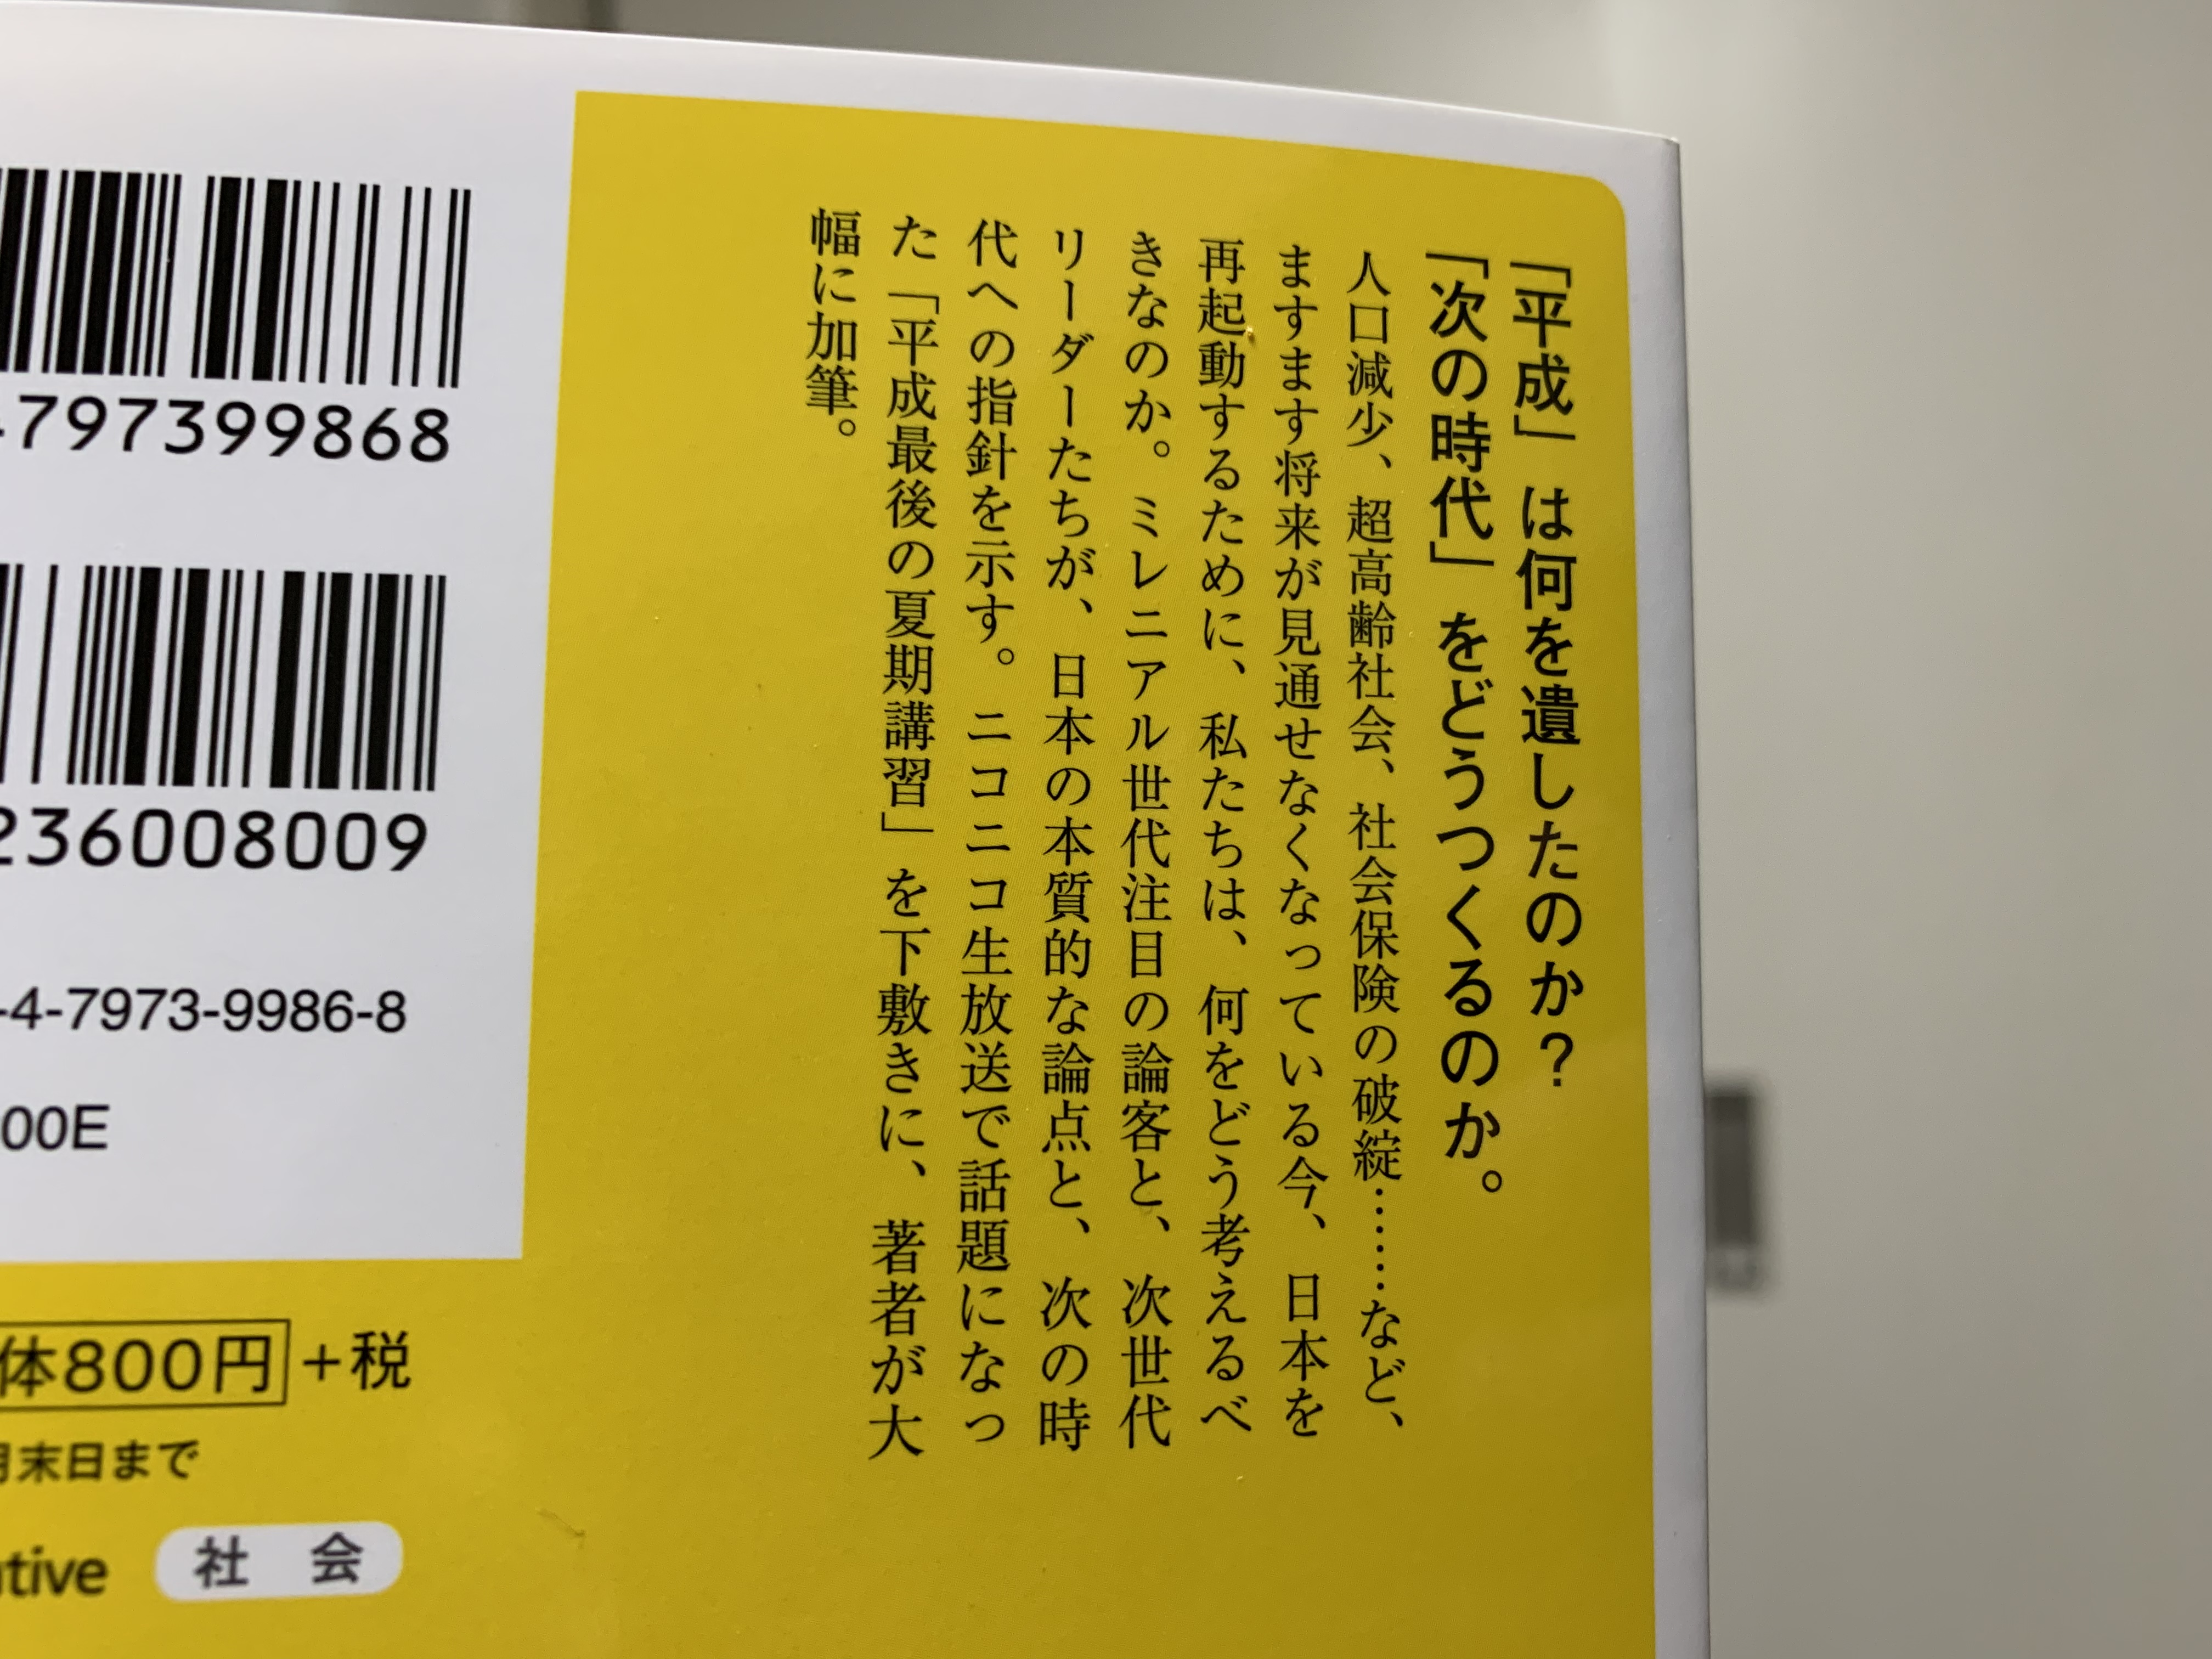 「平成」は何を遺したのか？
「次の時代」をどうつくるのか。
人口減少、超高齢社会、社会保険の破綻……など、
ますます将来が見通せなくなっている今、日本を
再起動するために、私たちは、何をどう考えるべ
きなのか。ミレニアル世代注目の論客と、次世代
リーダーたちが、日本の本質的な論点と、次の時
代への指針を示す。ニコニコ生放送で話題になっ
た「平成最後の夏期講習」を下敷きに、著者が大
幅に加筆。
797399868
236008009
-4-7973-9986-8
00E
体800円+税
月末日まで
ative
社 会